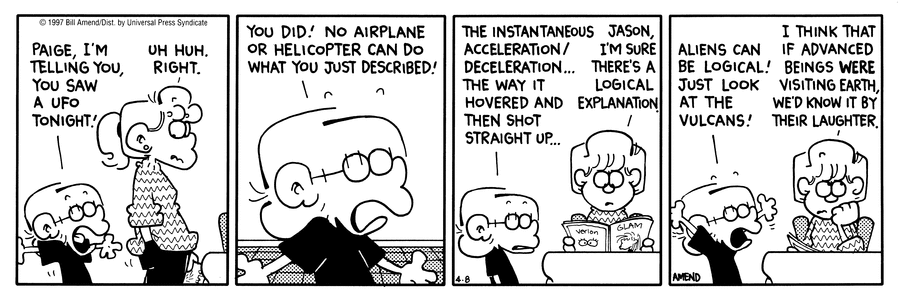 © 1997 Bill Amend/Dist. by Universal Press Syndicate
PAIGE, I'M
TELLING YOU,
YOU SAW
A UFO
TONIGHT!
UH HUH.
RIGHT.
YOU DID! NO AIRPLANE
OR HELICOPTER CAN DO
WHAT YOU JUST DESCRIBED!
THE INSTANTANEOUS
ACCELERATION/
DECELERATION...
THE WAY IT
HOVERED AND
THEN SHOT
STRAIGHT UP...
JASON,
I'M SURE
THERE'S A
LOGICAL
EXPLANATION.
Verlon
GLAM
4-8
ALIENS CAN
BE LOGICAL!
JUST LOOK
AT THE
VULCANS!
I THINK THAT
IF ADVANCED
BEINGS WERE
VISITING EARTH,
WE'D KNOW IT BY
THEIR LAUGHTER.
AMEND